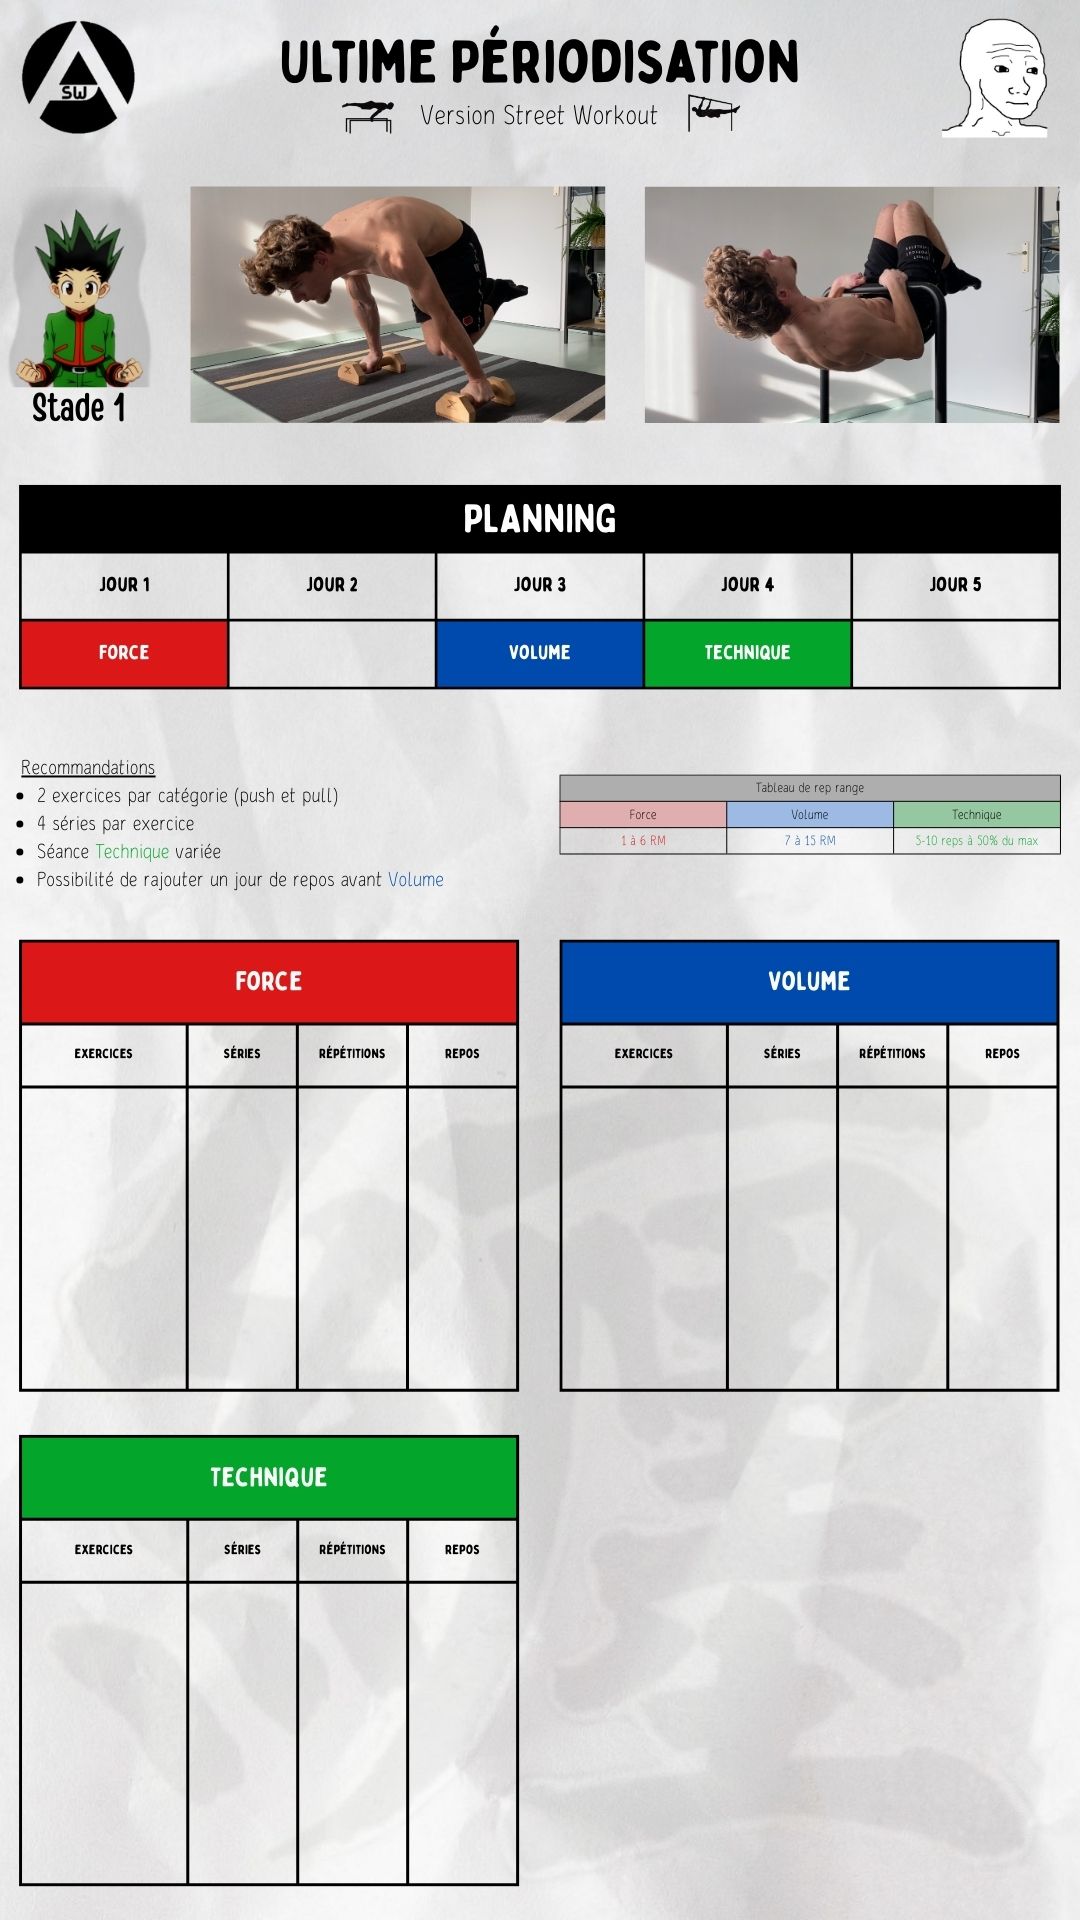 SW
ULTIME PÉRIODISATION
Version Street Workout
Stade 1
PLANNING
JOUR 1 JOUR 2 JOUR 3 JOUR 4 JOUR 5
FORCE VOLUME TECHNIQUE
Recommandations
• 2 exercices par catégorie (push et pull)
• 4 séries par exercice
• Séance Technique variée
• Possibilité de rajouter un jour de repos avant Volume
Tableau de rep range
Force Volume Technique
1 à 6 RM 7 à 15 RM 5-10 reps à 50% du max
FORCE
EXERCICES SÉRIES RÉPÉTITIONS REPOS
VOLUME
EXERCICES SÉRIES RÉPÉTITIONS REPOS
TECHNIQUE
EXERCICES SÉRIES RÉPÉTITIONS REPOS